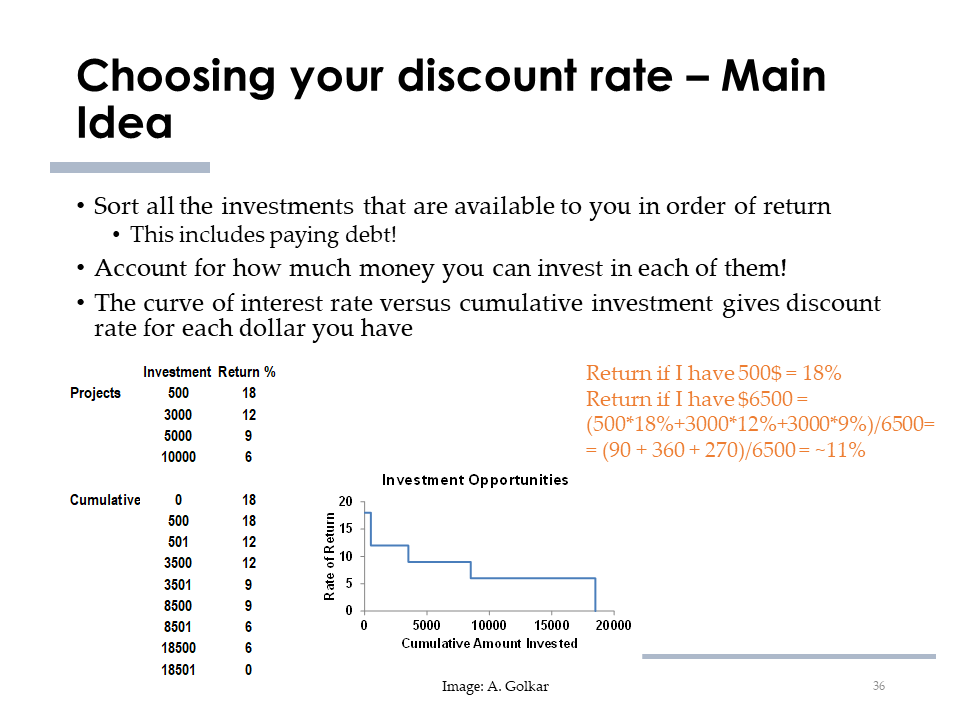 Choosing your discount rate – Main
Idea
• Sort all the investments that are available to you in order of return
• This includes paying debt!
• Account for how much money you can invest in each of them!
• The curve of interest rate versus cumulative investment gives discount
rate for each dollar you have
Investment Return %
Projects 500 18
3000 12
5000 9
10000 6
Cumulative 0 18
500 18
501 12
3500 12
3501 9
8500 9
8501 6
18500 6
18501 0
Return if I have 500$ = 18%
Return if I have $6500 =
(500*18%+3000*12%+3000*9%)/6500=
= (90 + 360 + 270)/6500 = ~11%
Investment Opportunities
Rate of Return
20
15
10
5
0
0 5000 10000 15000 20000
Cumulative Amount Invested
Image: A. Golkar
36